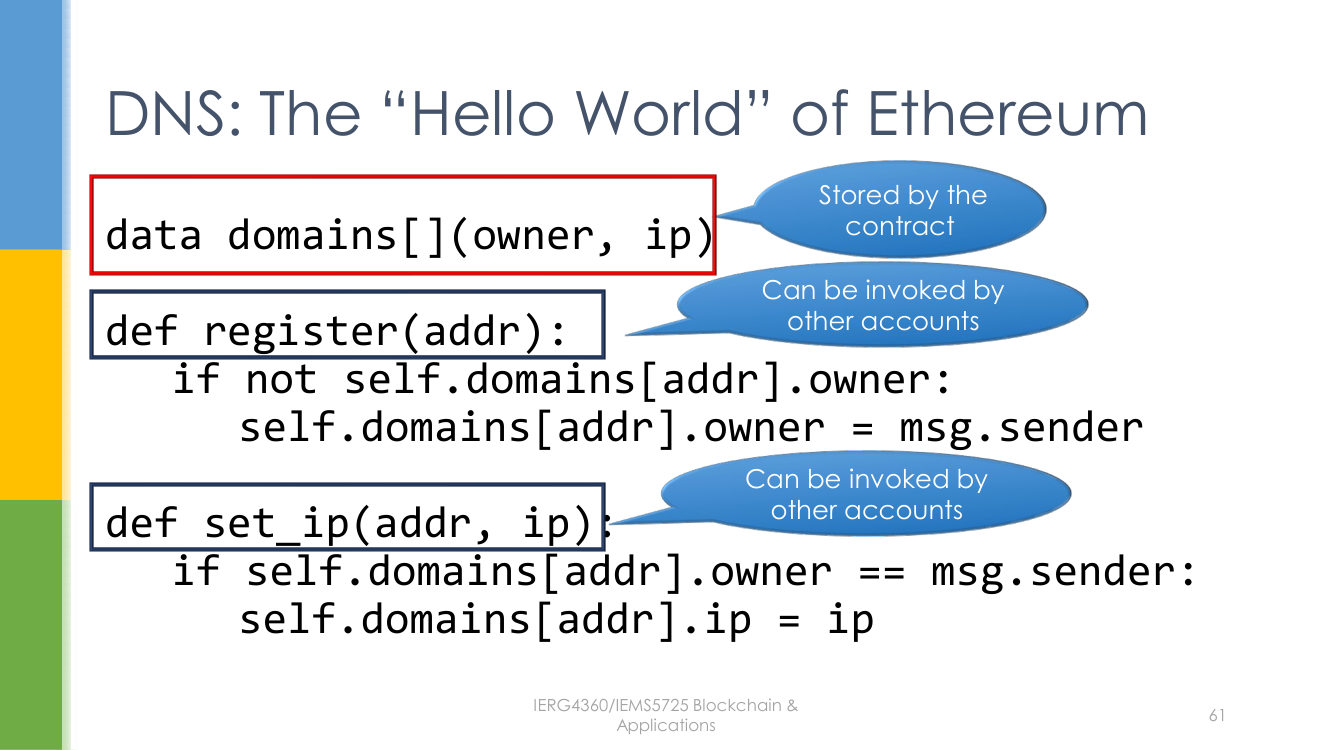 DNS: The “Hello World” of Ethereum
data domains[](owner, ip)
Stored by the
contract
Can be invoked by
other accounts
def register(addr):
if not self.domains[addr].owner:
self.domains[addr].owner = msg.sender
Can be invoked by
other accounts
def set_ip(addr, ip):
if self.domains[addr].owner == msg.sender:
self.domains[addr].ip = ip
IERG4360/IEMS5725 Blockchain &
Applications
61